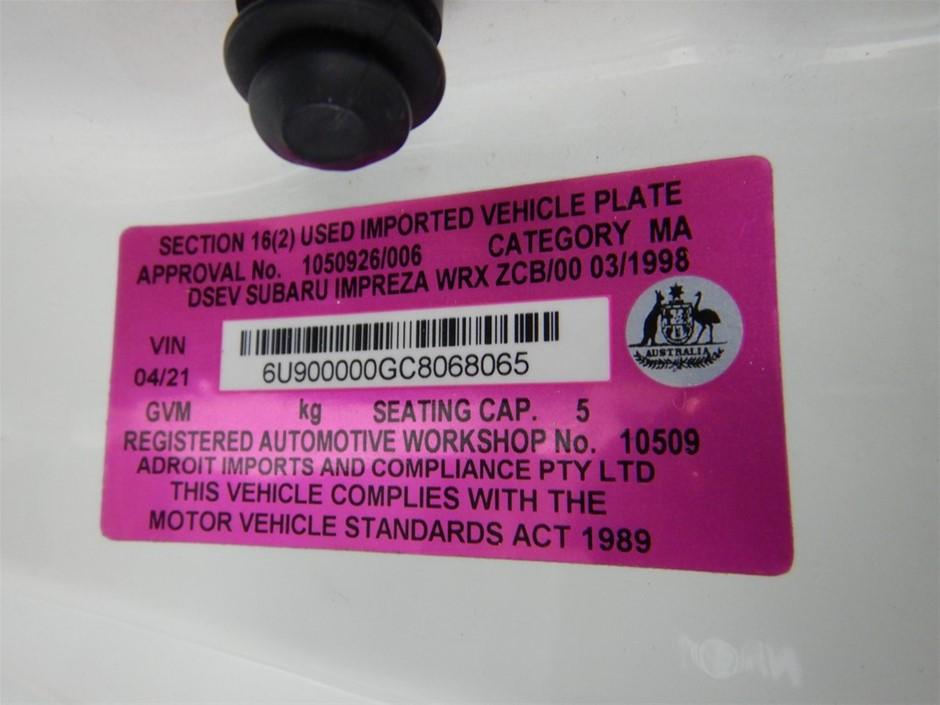 SECTION 16(2) USED IMPORTED VEHICLE PLATE
APPROVAL No. 1050926/006 CATEGORY MA
DSEV SUBARU IMPREZA WRX ZCB/00 03/1998
VIN 6U900000GC8068065
04/21
AUSTRALIA
GVM kg SEATING CAP. 5
REGISTERED AUTOMOTIVE WORKSHOP No. 10509
ADROIT IMPORTS AND COMPLIANCE PTY LTD
THIS VEHICLE COMPLIES WITH THE
MOTOR VEHICLE STANDARDS ACT 1989